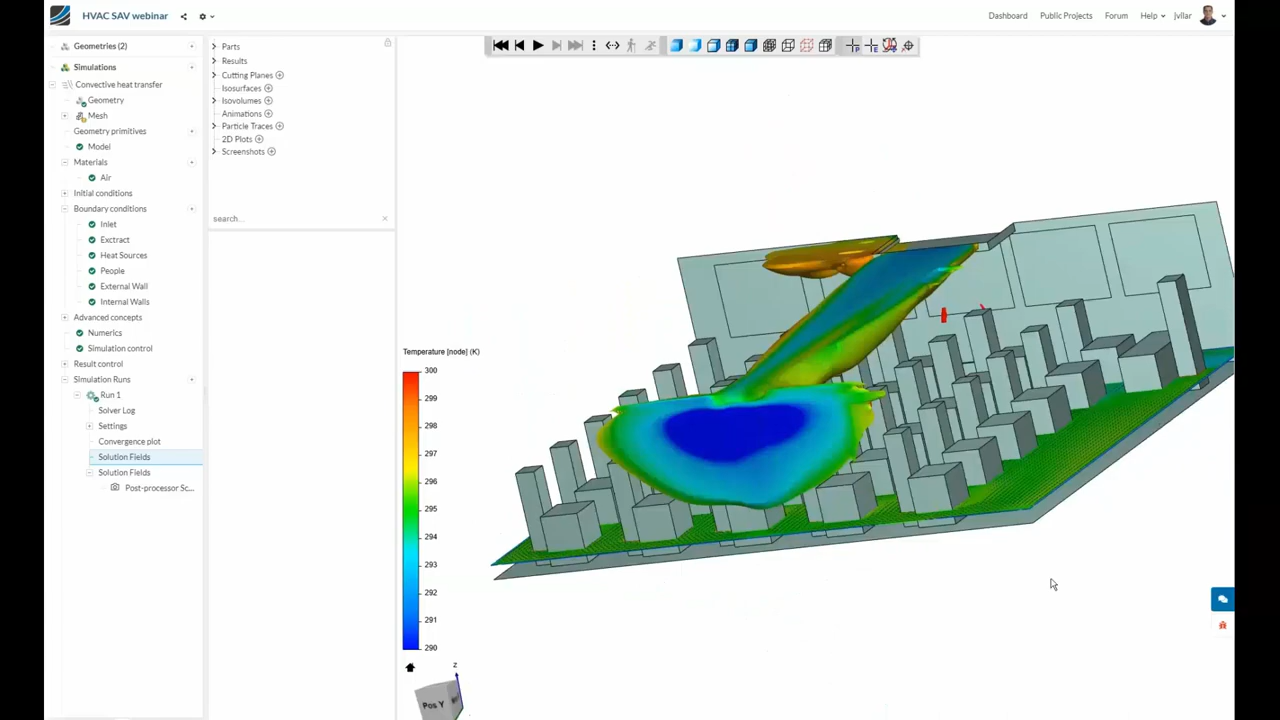 HVAC SAV webinar
Dashboard
Public Projects
Forum
Help
jvilar
Geometries (2)
Simulations
Convective heat transfer
Geometry
Mesh
Geometry primitives
Model
Materials
Air
Initial conditions
Boundary conditions
Inlet
Exctract
Heat Sources
People
External Wall
Internal Walls
Advanced concepts
Numerics
Simulation control
Result control
Simulation Runs
Run 1
Solver Log
Settings
Convergence plot
Solution Fields
Solution Fields
Post-processor Sc...
Parts
Results
Cutting Planes
Isosurfaces
Isovolumes
Animations
Particle Traces
2D Plots
Screenshots
search...
Temperature [node] (K)
300
299
298
297
296
295
294
293
292
291
290
Z
Pos Y